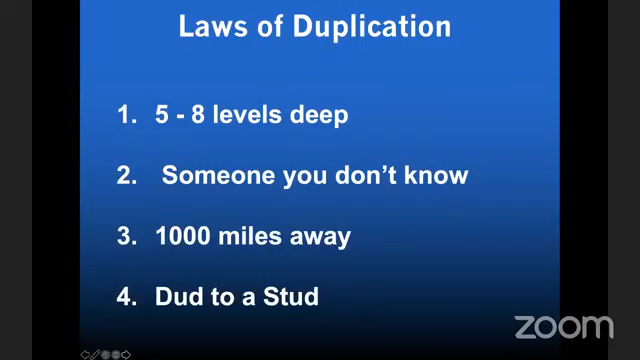 Laws of Duplication
1. 5 - 8 levels deep
2. Someone you don't know
3. 1000 miles away
4. Dud to a Stud
zoom